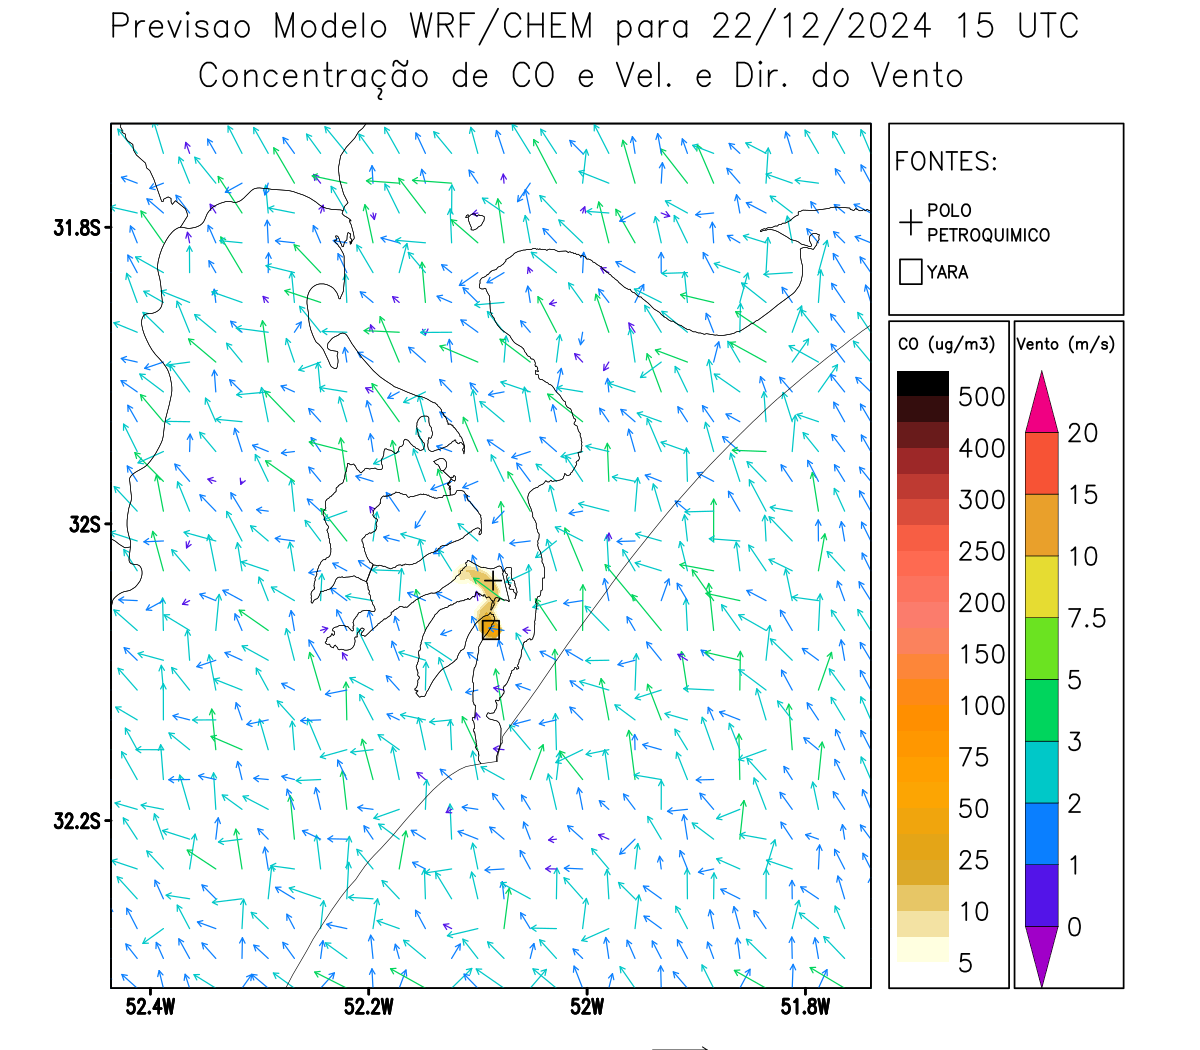 Previsao Modelo WRF/CHEM para 22/12/2024 15 UTC
Concentração de CO e Vel. e Dir. do Vento
FONTES:
POLO
PETROQUIMICO
YARA
CO (ug/m3)
500
400
300
250
200
150
100
75
50
25
10
5
Vento (m/s)
20
15
10
7.5
5
3
2
1
0
31.8S
32S
32.2S
52.4W
52.2W
52W
51.8W